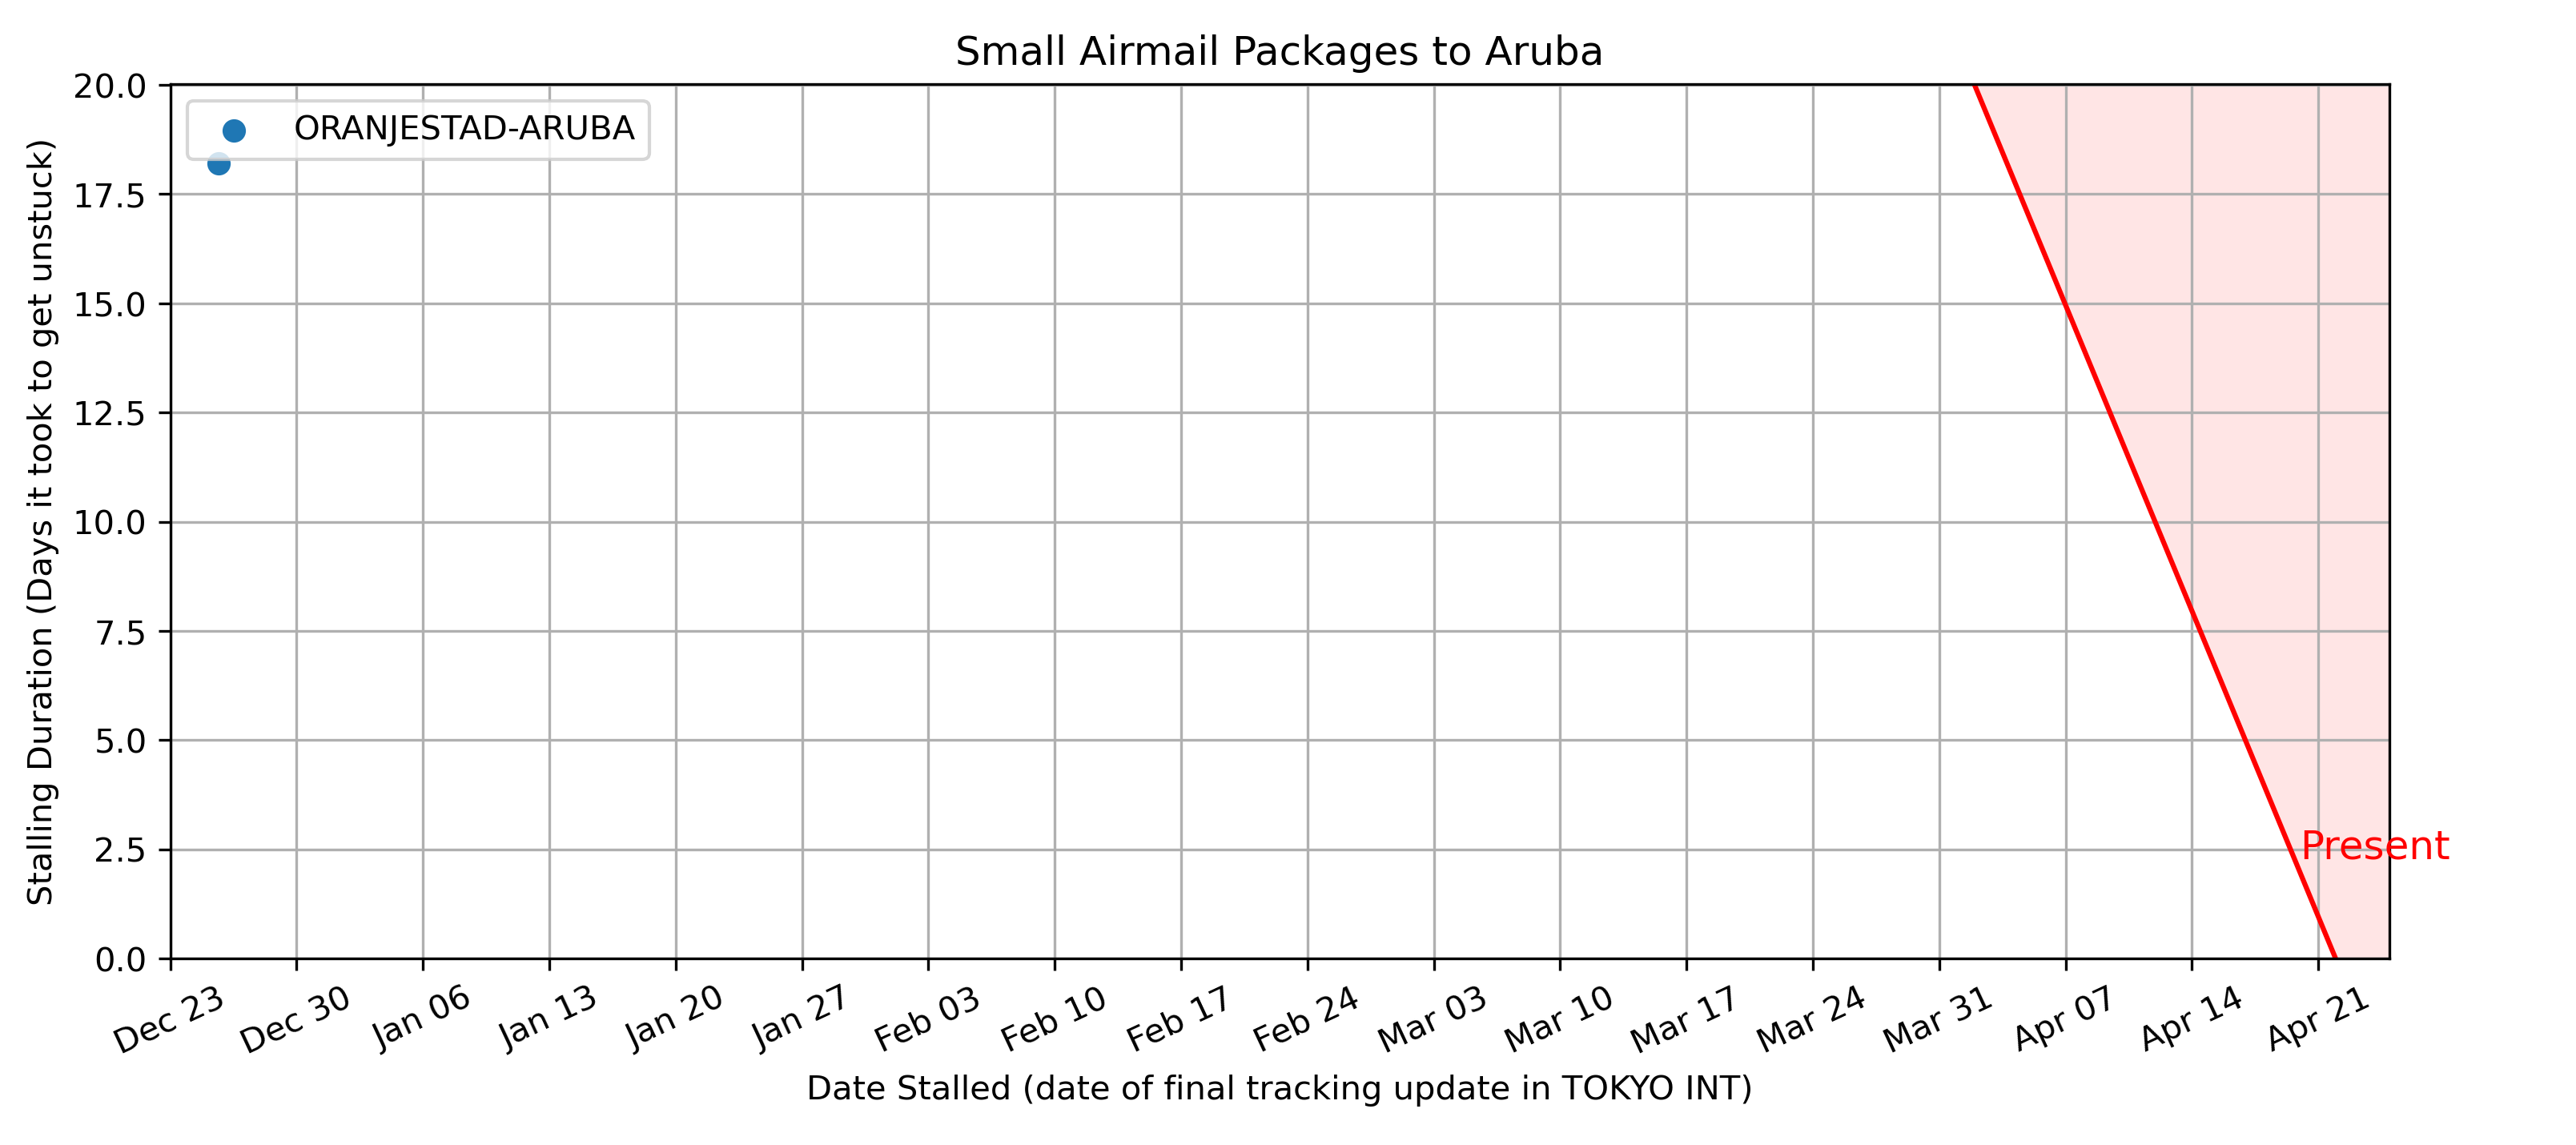 Small Airmail Packages to Aruba
ORANJESTAD-ARUBA
Stalling Duration (Days it took to get unstuck)
20.0
17.5
15.0
12.5
10.0
7.5
5.0
2.5
0.0
Present
Dec 23 Dec 30 Jan 06 Jan 13 Jan 20 Jan 27 Feb 03 Feb 10 Feb 17 Feb 24 Mar 03 Mar 10 Mar 17 Mar 24 Mar 31 Apr 07 Apr 14 Apr 21
Date Stalled (date of final tracking update in TOKYO INT)